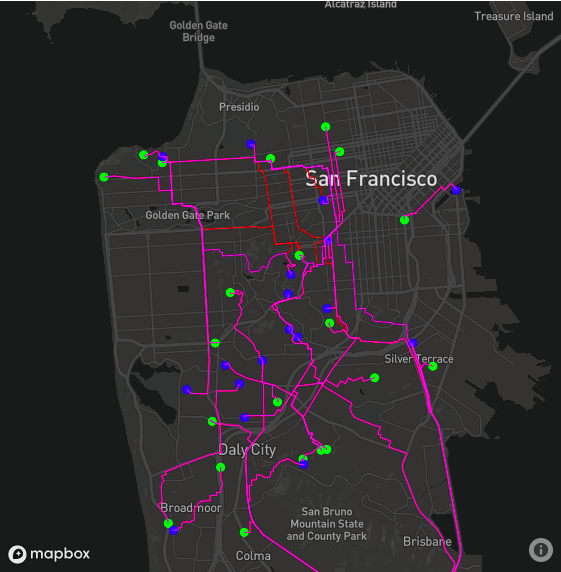 Alcatraz Island
Treasure Island
Golden Gate
Bridge
Presidio
San Francisco
Golden Gate Park
Silver Terrace
Daly City
Broadmoor
San Bruno
Mountain State
and County Park
Brisbane
Colma
mapbox
i